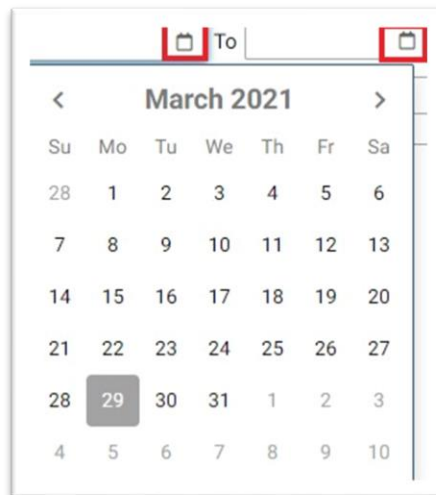 To
< March 2021 >
Su Mo Tu We Th Fr Sa
28 1 2 3 4 5 6
7 8 9 10 11 12 13
14 15 16 17 18 19 20
21 22 23 24 25 26 27
28 29 30 31 1 2 3
4 5 6 7 8 9 10